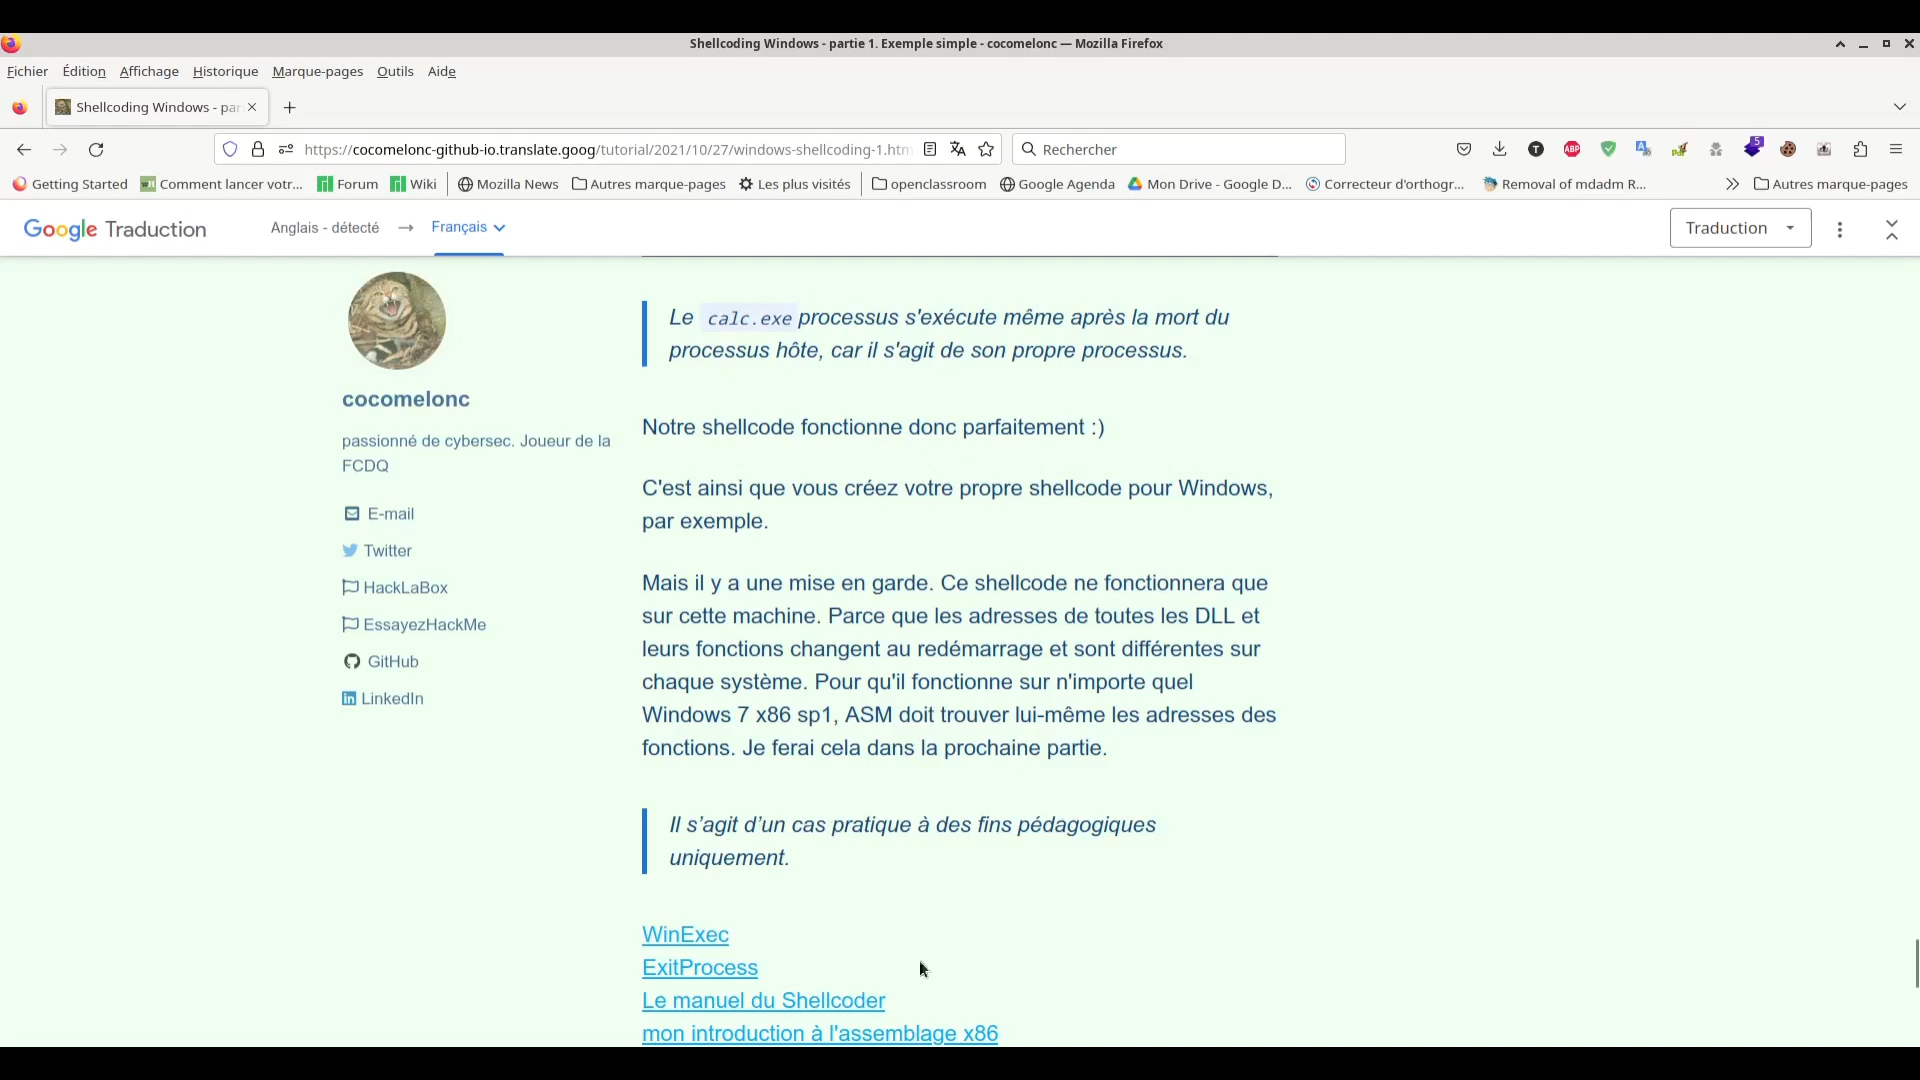 Shellcoding Windows - partie 1. Exemple simple - cocomelonc — Mozilla Firefox
Fichier Édition Affichage Historique Marque-pages Outils Aide
Shellcoding Windows - par
https://cocomelonc-github-io.translate.goog/tutorial/2021/10/27/windows-shellcoding-1.htm
Rechercher
5
ABP
Getting Started Comment lancer votr... Forum Wiki Mozilla News Autres marque-pages Les plus visités openclassroom Google Agenda Mon Drive - Google D... Correcteur d'orthogr... Removal of mdadm R... Autres marque-pages
Google Traduction Anglais - détecté → Français Traduction
cocomelonc
passionné de cybersec. Joueur de la
FCDQ
E-mail
Twitter
HackLaBox
EssayezHackMe
GitHub
LinkedIn
Le calc.exe processus s'exécute même après la mort du
processus hôte, car il s'agit de son propre processus.
Notre shellcode fonctionne donc parfaitement :)
C'est ainsi que vous créez votre propre shellcode pour Windows,
par exemple.
Mais il y a une mise en garde. Ce shellcode ne fonctionnera que
sur cette machine. Parce que les adresses de toutes les DLL et
leurs fonctions changent au redémarrage et sont différentes sur
chaque système. Pour qu'il fonctionne sur n'importe quel
Windows 7 x86 sp1, ASM doit trouver lui-même les adresses des
fonctions. Je ferai cela dans la prochaine partie.
Il s’agit d’un cas pratique à des fins pédagogiques
uniquement.
WinExec
ExitProcess
Le manuel du Shellcoder
mon introduction à l'assemblage x86